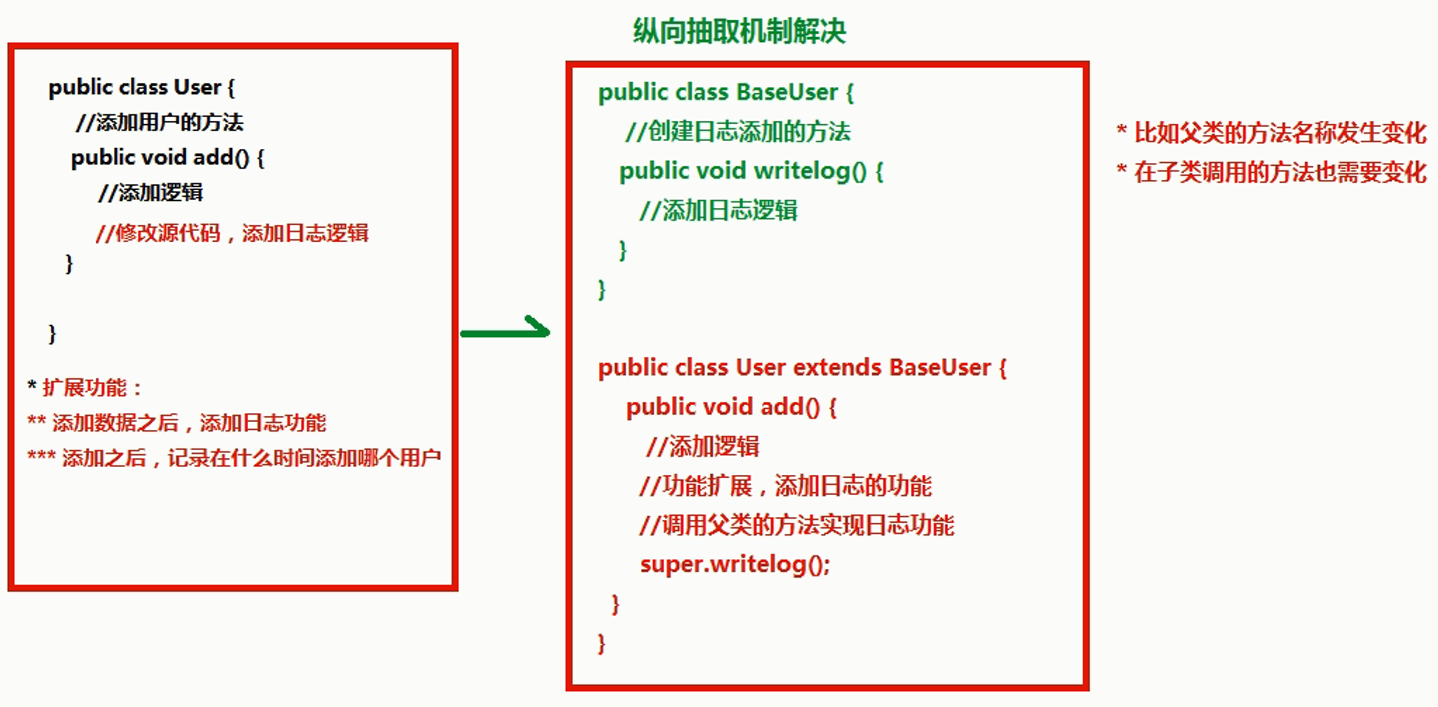 纵向抽取机制解决
public class User {
//添加用户的方法
public void add() {
//添加逻辑
//修改源代码，添加日志逻辑
}
}
* 扩展功能：
** 添加数据之后，添加日志功能
*** 添加之后，记录在什么时间添加哪个用户
public class BaseUser {
//创建日志添加的方法
public void writelog() {
//添加日志逻辑
}
}
public class User extends BaseUser {
public void add() {
//添加逻辑
//功能扩展，添加日志的功能
//调用父类的方法实现日志功能
super.writelog();
}
}
* 比如父类的方法名称发生变化
* 在子类调用的方法也需要变化